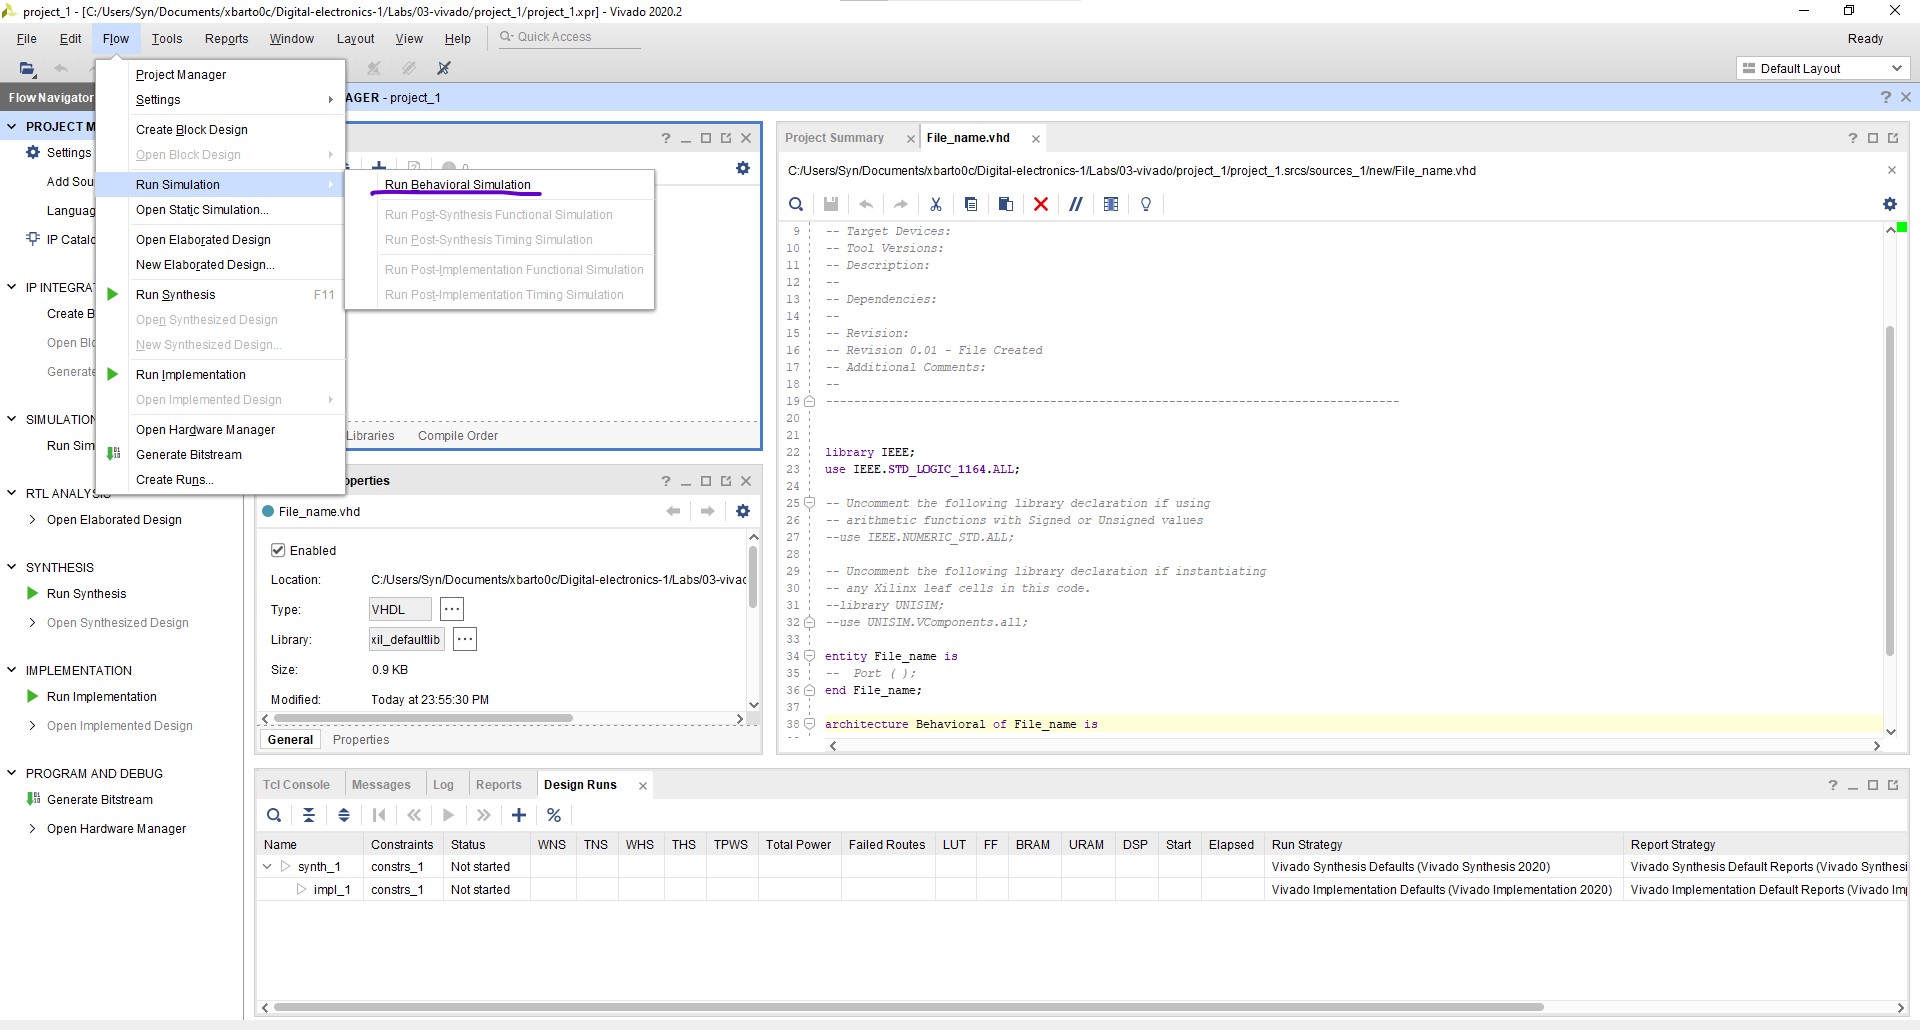 project_1 - [C:/Users/Syn/Documents/xbarto0c/Digital-electronics-1/Labs/03-vivado/project_1/project_1.xpr] - Vivado 2020.2
File Edit Flow Tools Reports Window Layout View Help Quick Access Ready
Default Layout
Flow Navigator
AGER - project_1
PROJECT M
Settings
Add Sou
Languag
IP Catalo
IP INTEGRA
Create B
Open Blo
Generate
SIMULATION
Run Sim
RTL ANALYSIS
Open Elaborated Design
SYNTHESIS
Run Synthesis
Open Synthesized Design
IMPLEMENTATION
Run Implementation
Open Implemented Design
PROGRAM AND DEBUG
Generate Bitstream
Open Hardware Manager
Project Manager
Settings
Create Block Design
Open Block Design
Run Simulation
Open Static Simulation...
Open Elaborated Design
New Elaborated Design...
Run Synthesis F11
Open Synthesized Design
New Synthesized Design...
Run Implementation
Open Implemented Design
Open Hardware Manager
Generate Bitstream
Create Runs...
Run Behavioral Simulation
Run Post-Synthesis Functional Simulation
Run Post-Synthesis Timing Simulation
Run Post-Implementation Functional Simulation
Run Post-Implementation Timing Simulation
0
Libraries Compile Order
operties
File_name.vhd
Enabled
Location: C:/Users/Syn/Documents/xbarto0c/Digital-electronics-1/Labs/03-vivac
Type: VHDL
Library: xil_defaultlib
Size: 0.9 KB
Modified: Today at 23:55:30 PM
General Properties
Project Summary File_name.vhd
C:/Users/Syn/Documents/xbarto0c/Digital-electronics-1/Labs/03-vivado/project_1/project_1.srcs/sources_1/new/File_name.vhd
9 -- Target Devices:
10 -- Tool Versions:
11 -- Description:
12 --
13 -- Dependencies:
14 --
15 -- Revision:
16 -- Revision 0.01 - File Created
17 -- Additional Comments:
18 --
19 ----------------------------------------------------------------------------------
20
21
22 library IEEE;
23 use IEEE.STD_LOGIC_1164.ALL;
24
25 -- Uncomment the following library declaration if using
26 -- arithmetic functions with Signed or Unsigned values
27 --use IEEE.NUMERIC_STD.ALL;
28
29 -- Uncomment the following library declaration if instantiating
30 -- any Xilinx leaf cells in this code.
31 --library UNISIM;
32 --use UNISIM.VComponents.all;
33
34 entity File_name is
35 -- Port ( );
36 end File_name;
37
38 architecture Behavioral of File_name is
Tcl Console Messages Log Reports Design Runs
Name Constraints Status WNS TNS WHS THS TPWS Total Power Failed Routes LUT FF BRAM URAM DSP Start Elapsed Run Strategy Report Strategy
synth_1 constrs_1 Not started Vivado Synthesis Defaults (Vivado Synthesis 2020) Vivado Synthesis Default Reports (Vivado Synthesi
impl_1 constrs_1 Not started Vivado Implementation Defaults (Vivado Implementation 2020) Vivado Implementation Default Reports (Vivado Im